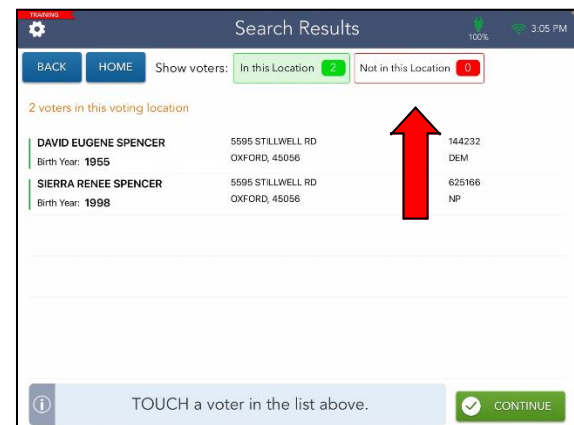 TRAINING
Search Results
100%
3:05 PM
BACK
HOME
Show voters:
In this Location 2
Not in this Location 0
2 voters in this voting location
DAVID EUGENE SPENCER
5595 STILLWELL RD
144232
Birth Year: 1955
OXFORD, 45056
DEM
SIERRA RENEE SPENCER
5595 STILLWELL RD
625166
Birth Year: 1998
OXFORD, 45056
NP
TOUCH a voter in the list above.
CONTINUE